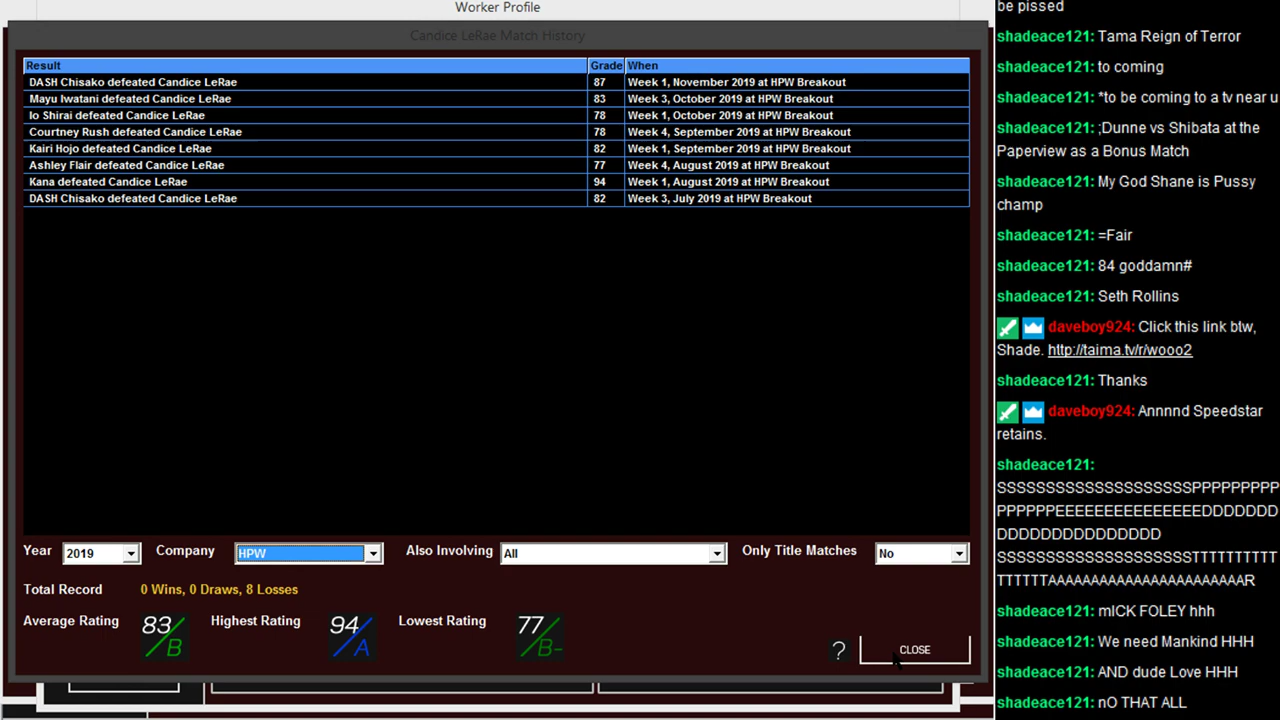 Worker Profile
Candice LeRae Match History
Result Grade When
DASH Chisako defeated Candice LeRae 87 Week 1, November 2019 at HPW Breakout
Mayu Iwatani defeated Candice LeRae 83 Week 3, October 2019 at HPW Breakout
Io Shirai defeated Candice LeRae 78 Week 1, October 2019 at HPW Breakout
Courtney Rush defeated Candice LeRae 78 Week 4, September 2019 at HPW Breakout
Kairi Hojo defeated Candice LeRae 82 Week 1, September 2019 at HPW Breakout
Ashley Flair defeated Candice LeRae 77 Week 4, August 2019 at HPW Breakout
Kana defeated Candice LeRae 94 Week 1, August 2019 at HPW Breakout
DASH Chisako defeated Candice LeRae 82 Week 3, July 2019 at HPW Breakout
Year 2019 Company HPW Also Involving All Only Title Matches No
Total Record 0 Wins, 0 Draws, 8 Losses
Average Rating 83/B Highest Rating 94/A Lowest Rating 77/B-
? CLOSE
be pissed
shadeace121: Tama Reign of Terror
shadeace121: to coming
shadeace121: *to be coming to a tv near u
shadeace121: ;Dunne vs Shibata at the
Paperview as a Bonus Match
shadeace121: My God Shane is Pussy
champ
shadeace121: =Fair
shadeace121: 84 goddamn#
shadeace121: Seth Rollins
daveboy924: Click this link btw,
Shade. http://taima.tv/r/wooo2
shadeace121: Thanks
daveboy924: Annnnd Speedstar
retains.
shadeace121:
SSSSSSSSSSSSSSSSSSSSPPPPPPPPP
PPPPPPEEEEEEEEEEEEEEEDDDDDDD
DDDDDDDDDDDDDDD
SSSSSSSSSSSSSSSSSSSSTTTTTTTTTT
TTTTTTAAAAAAAAAAAAAAAAAAAAAAR
shadeace121: mICK FOLEY hhh
shadeace121: We need Mankind HHH
shadeace121: AND dude Love HHH
shadeace121: nO THAT ALL